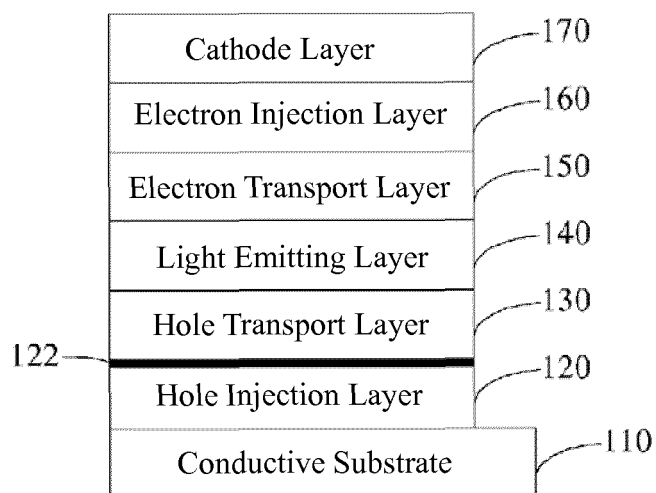 Cathode Layer
170
Electron Injection Layer
160
Electron Transport Layer
150
Light Emitting Layer
140
Hole Transport Layer
130
122
Hole Injection Layer
120
Conductive Substrate
110